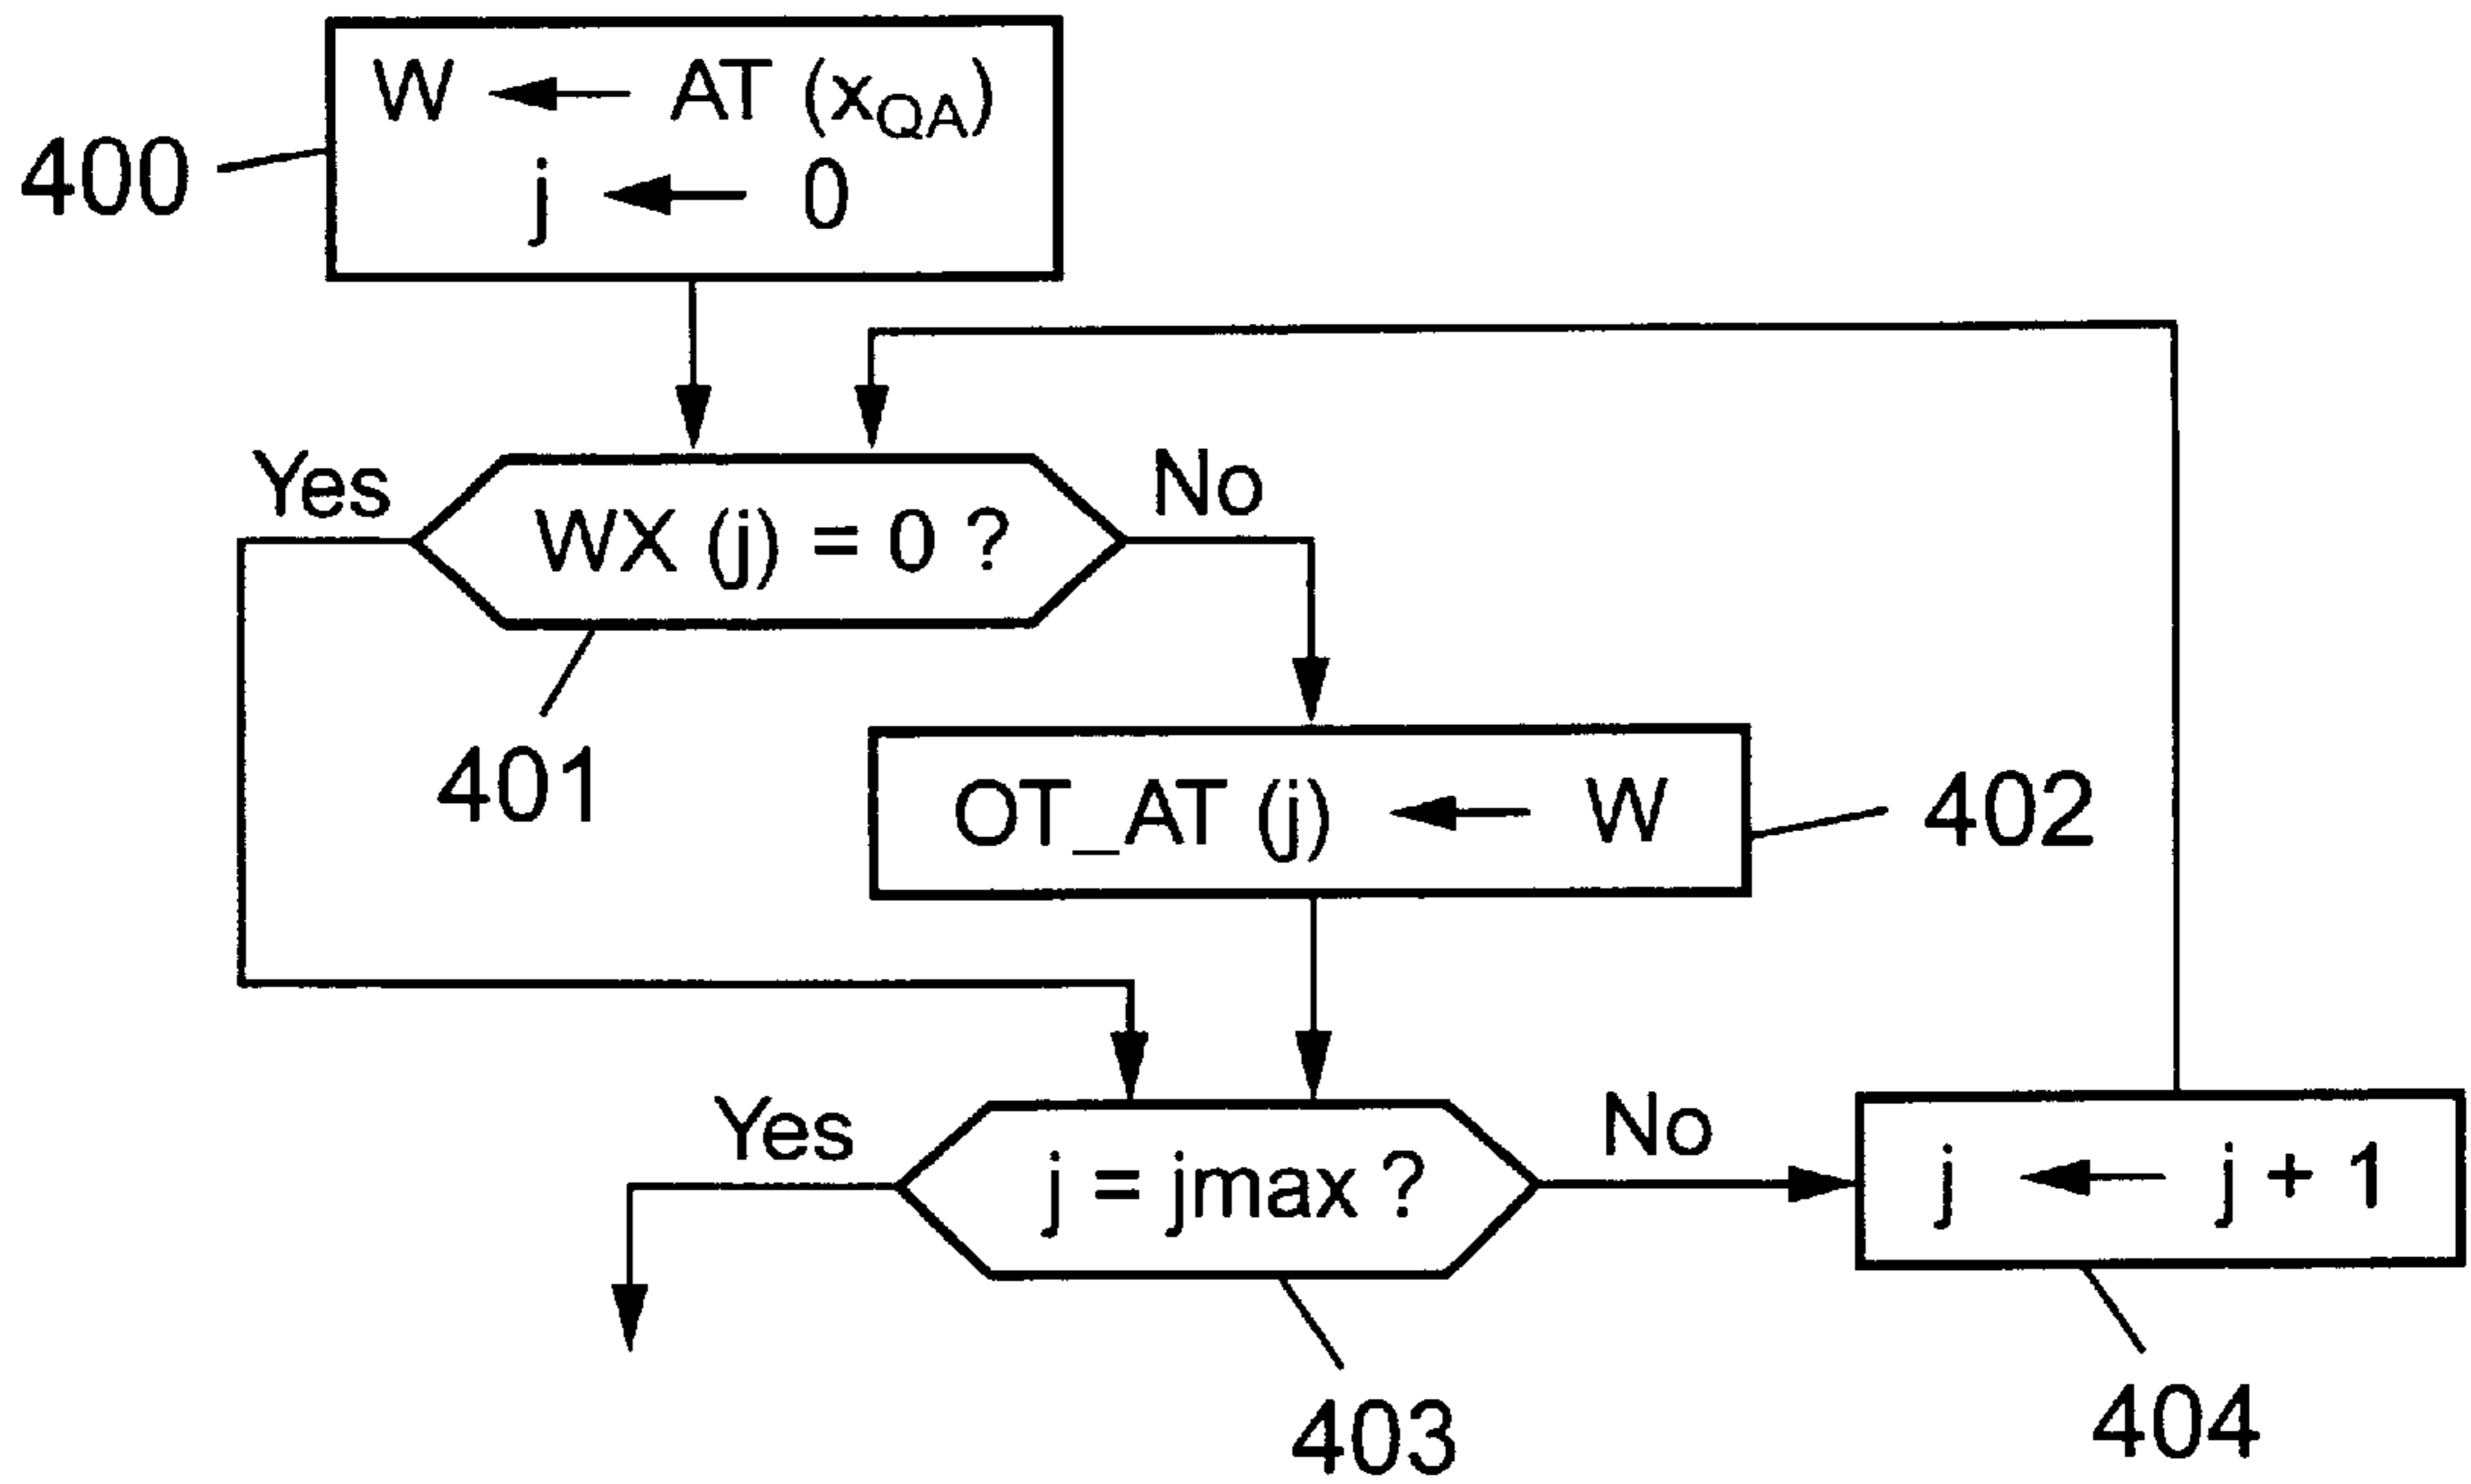 W ← AT (xQA)
400
j ← 0
Yes
No
WX (j) = 0 ?
401
OT_AT (j) ← W
402
Yes
No
j = jmax ?
j ← j + 1
403
404